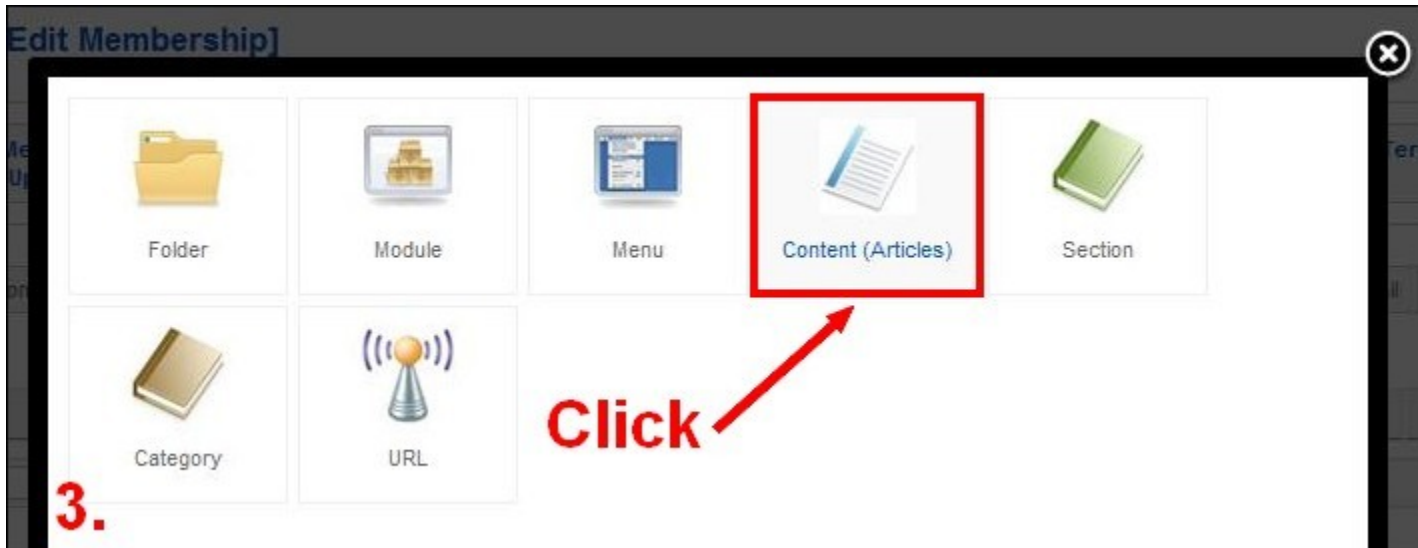 Edit Membership]
Folder
Module
Menu
Content (Articles)
Section
Category
URL
Click
3.